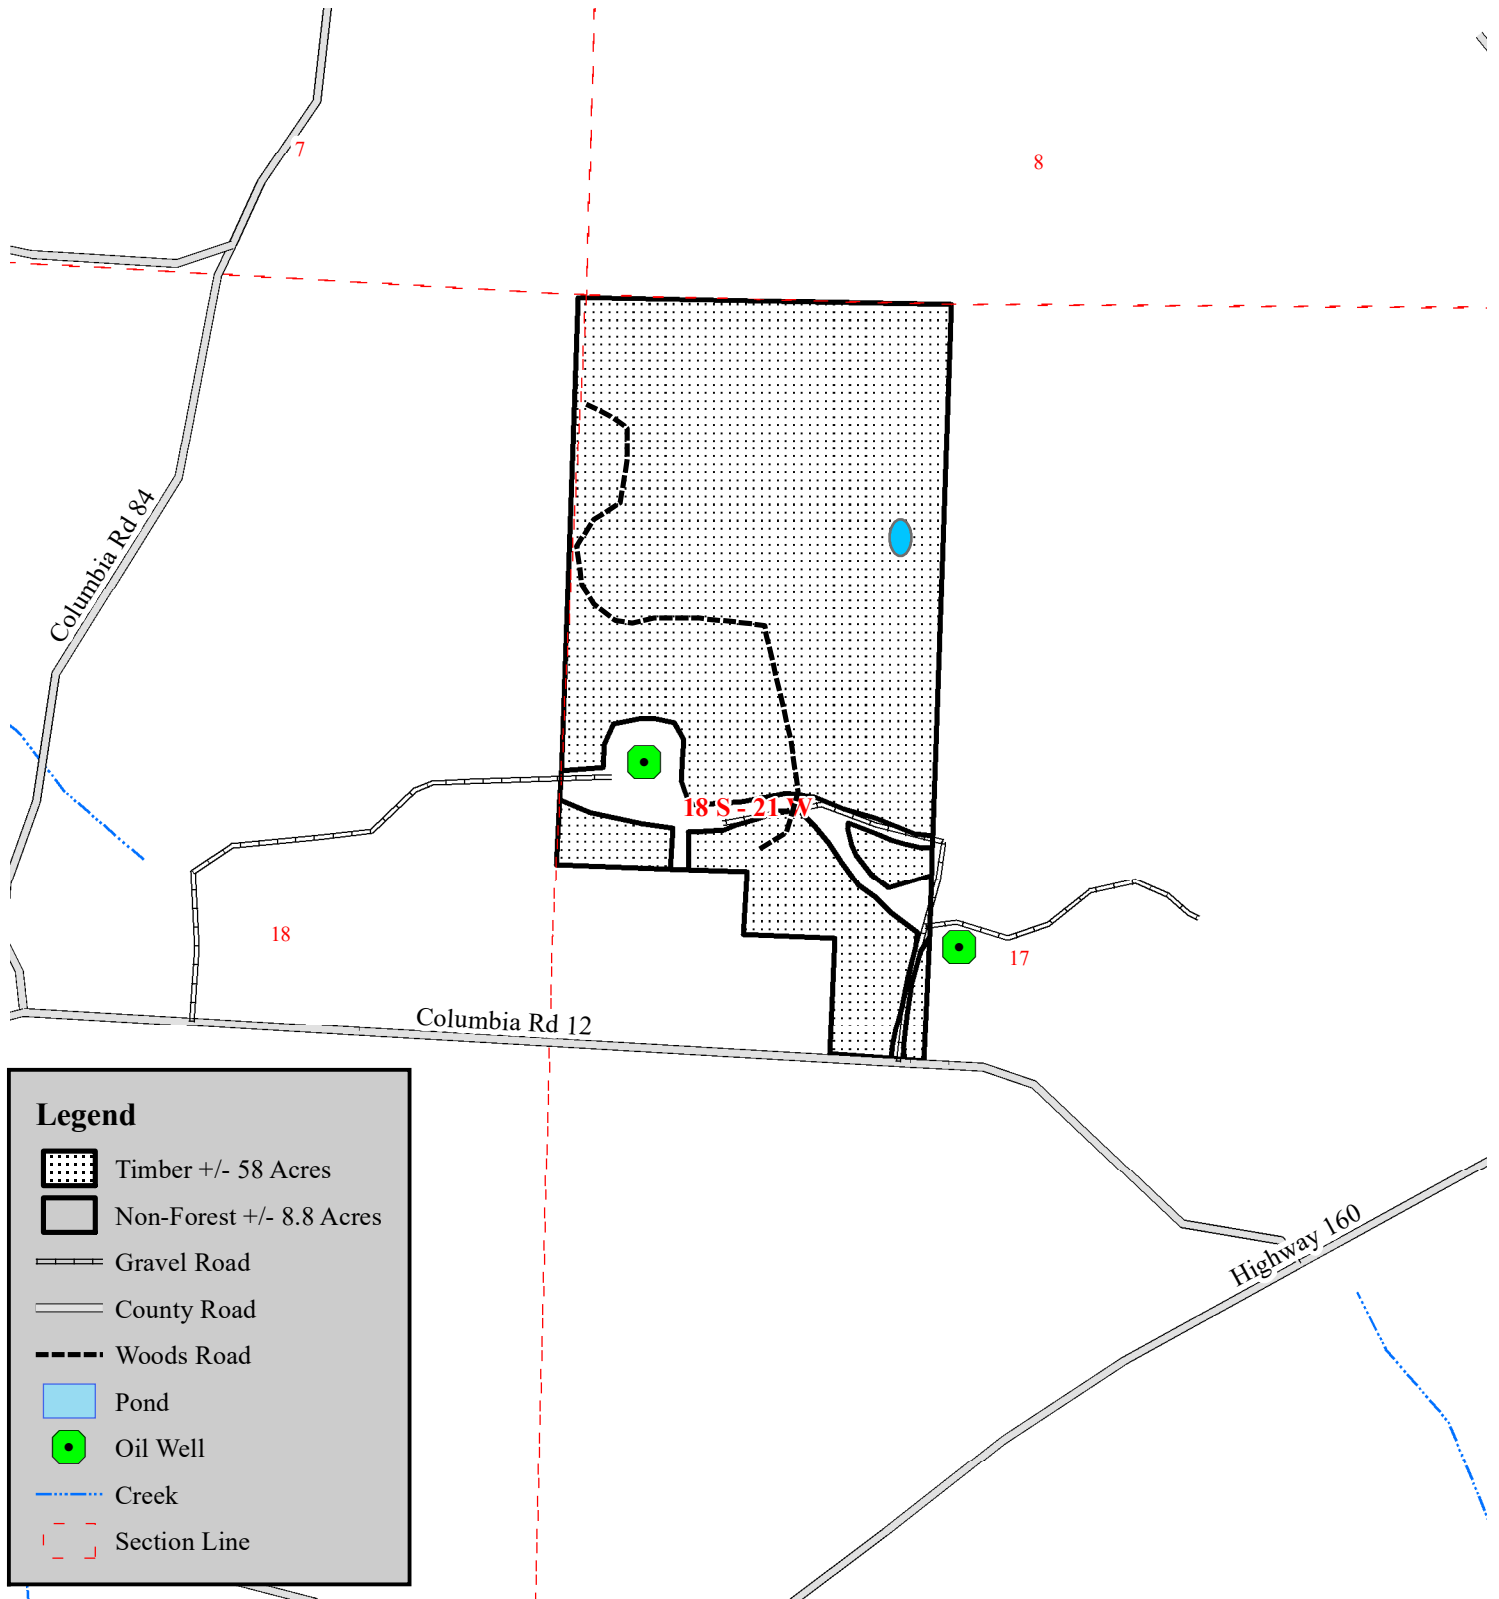 7
8
Columbia Rd 84
18 S - 21 W
18
17
Columbia Rd 12
Highway 160
Legend
Timber +/- 58 Acres
Non-Forest +/- 8.8 Acres
Gravel Road
County Road
Woods Road
Pond
Oil Well
Creek
Section Line